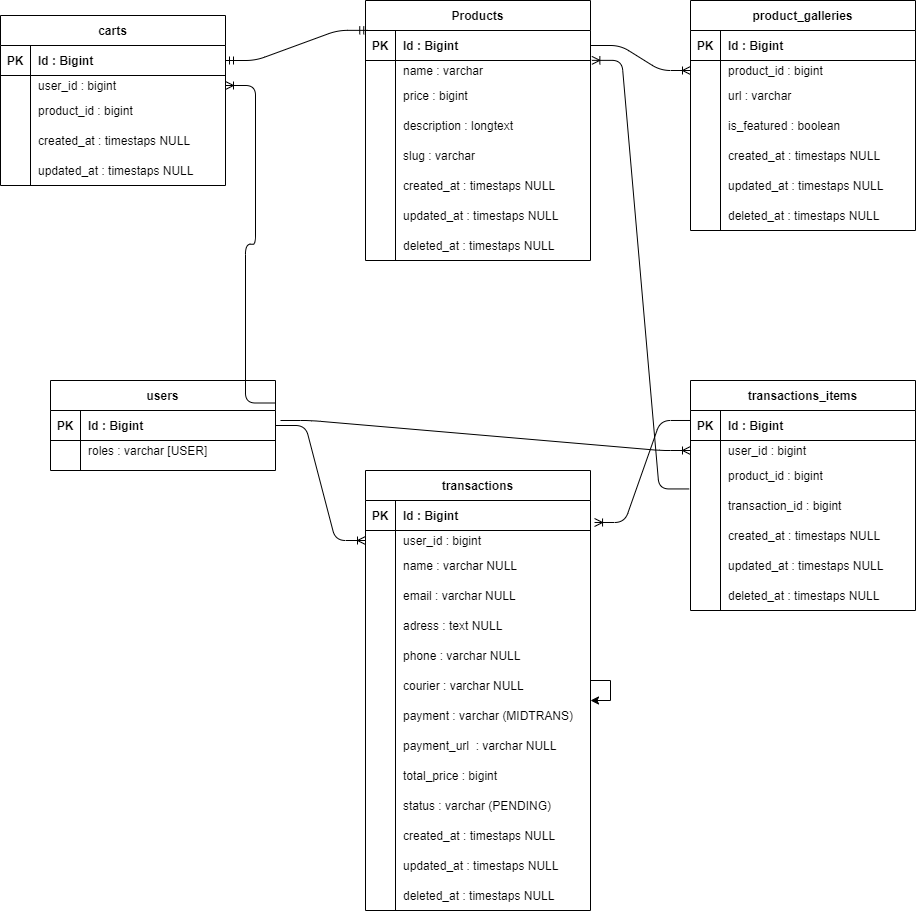 carts
PK Id : Bigint
user_id : bigint
product_id : bigint
created_at : timestaps NULL
updated_at : timestaps NULL
Products
PK Id : Bigint
name : varchar
price : bigint
description : longtext
slug : varchar
created_at : timestaps NULL
updated_at : timestaps NULL
deleted_at : timestaps NULL
product_galleries
PK Id : Bigint
product_id : bigint
url : varchar
is_featured : boolean
created_at : timestaps NULL
updated_at : timestaps NULL
deleted_at : timestaps NULL
users
PK Id : Bigint
roles : varchar [USER]
transactions
PK Id : Bigint
user_id : bigint
name : varchar NULL
email : varchar NULL
adress : text NULL
phone : varchar NULL
courier : varchar NULL
payment : varchar (MIDTRANS)
payment_url : varchar NULL
total_price : bigint
status : varchar (PENDING)
created_at : timestaps NULL
updated_at : timestaps NULL
deleted_at : timestaps NULL
transactions_items
PK Id : Bigint
user_id : bigint
product_id : bigint
transaction_id : bigint
created_at : timestaps NULL
updated_at : timestaps NULL
deleted_at : timestaps NULL